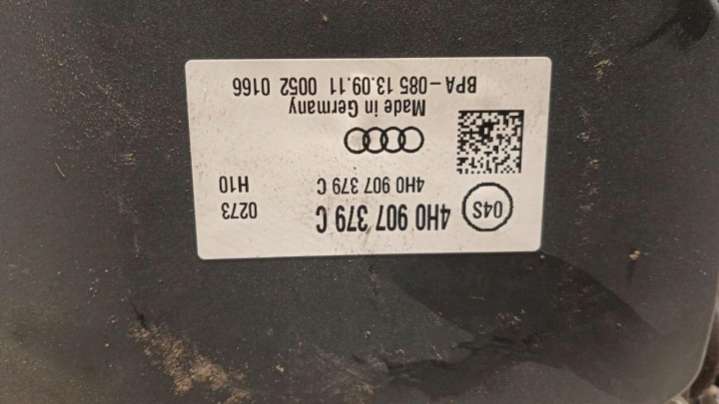 04S 4H0 907 379 C 0273
4H0 907 379 C H10
Made in Germany
BPA-085 13.09.11 0052 0166